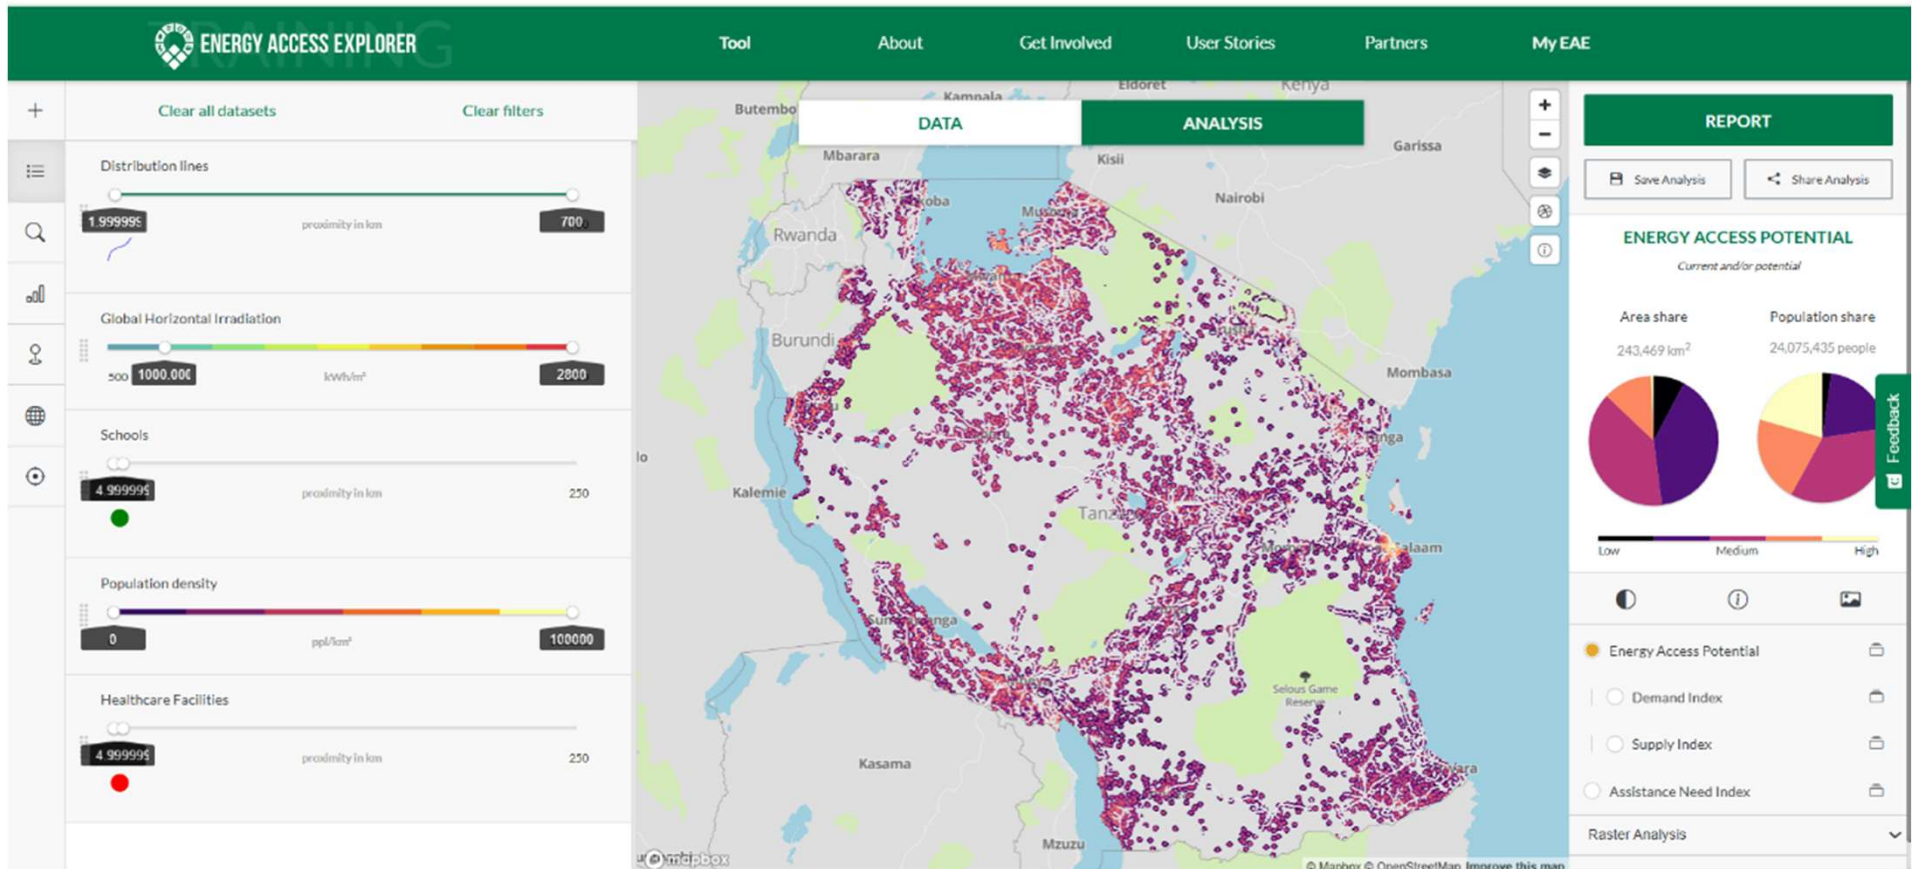 TRAINING
ENERGY ACCESS EXPLORER
Tool
About
Get Involved
User Stories
Partners
My EAE
Clear all datasets
Clear filters
Distribution lines
1.999999
proximity in km
700
Global Horizontal Irradiation
500
1000.000
kWh/m²
2800
Schools
4.999999
proximity in km
250
Population density
0
ppl/km²
100000
Healthcare Facilities
4.999999
proximity in km
250
DATA
ANALYSIS
Butembo
Kampala
Eldoret
Kenya
Mbarara
Kisii
Garissa
Nairobi
Rwanda
Burundi
Mombasa
Kalemie
Selous Game
Reserve
Kasama
Mzuzu
mapbox
© Mapbox © OpenStreetMap Improve this map
REPORT
Save Analysis
Share Analysis
ENERGY ACCESS POTENTIAL
Current and/or potential
Area share
Population share
243,469 km²
24,075,435 people
Low
Medium
High
Feedback
Energy Access Potential
Demand Index
Supply Index
Assistance Need Index
Raster Analysis